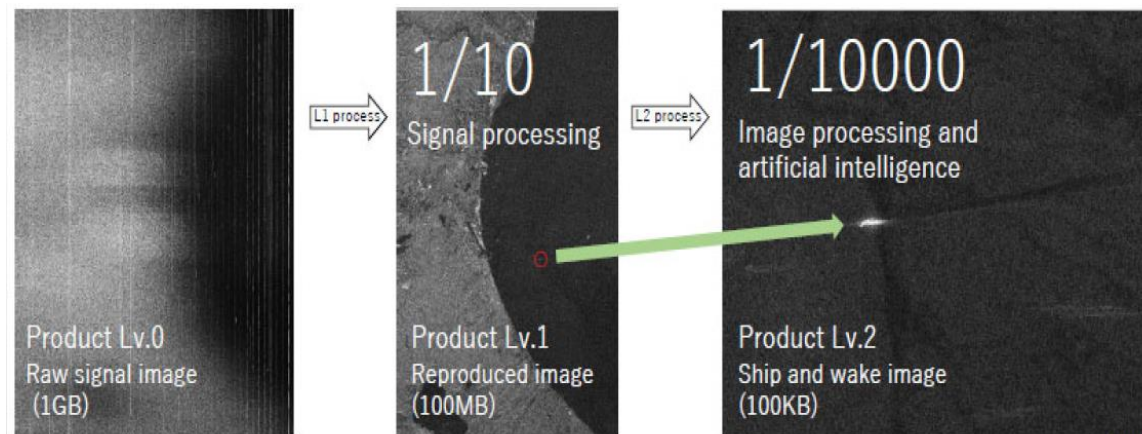 1/10
Signal processing
L1 process
L2 process
1/10000
Image processing and
artificial intelligence
Product Lv.0
Raw signal image
(1GB)
Product Lv.1
Reproduced image
(100MB)
Product Lv.2
Ship and wake image
(100KB)